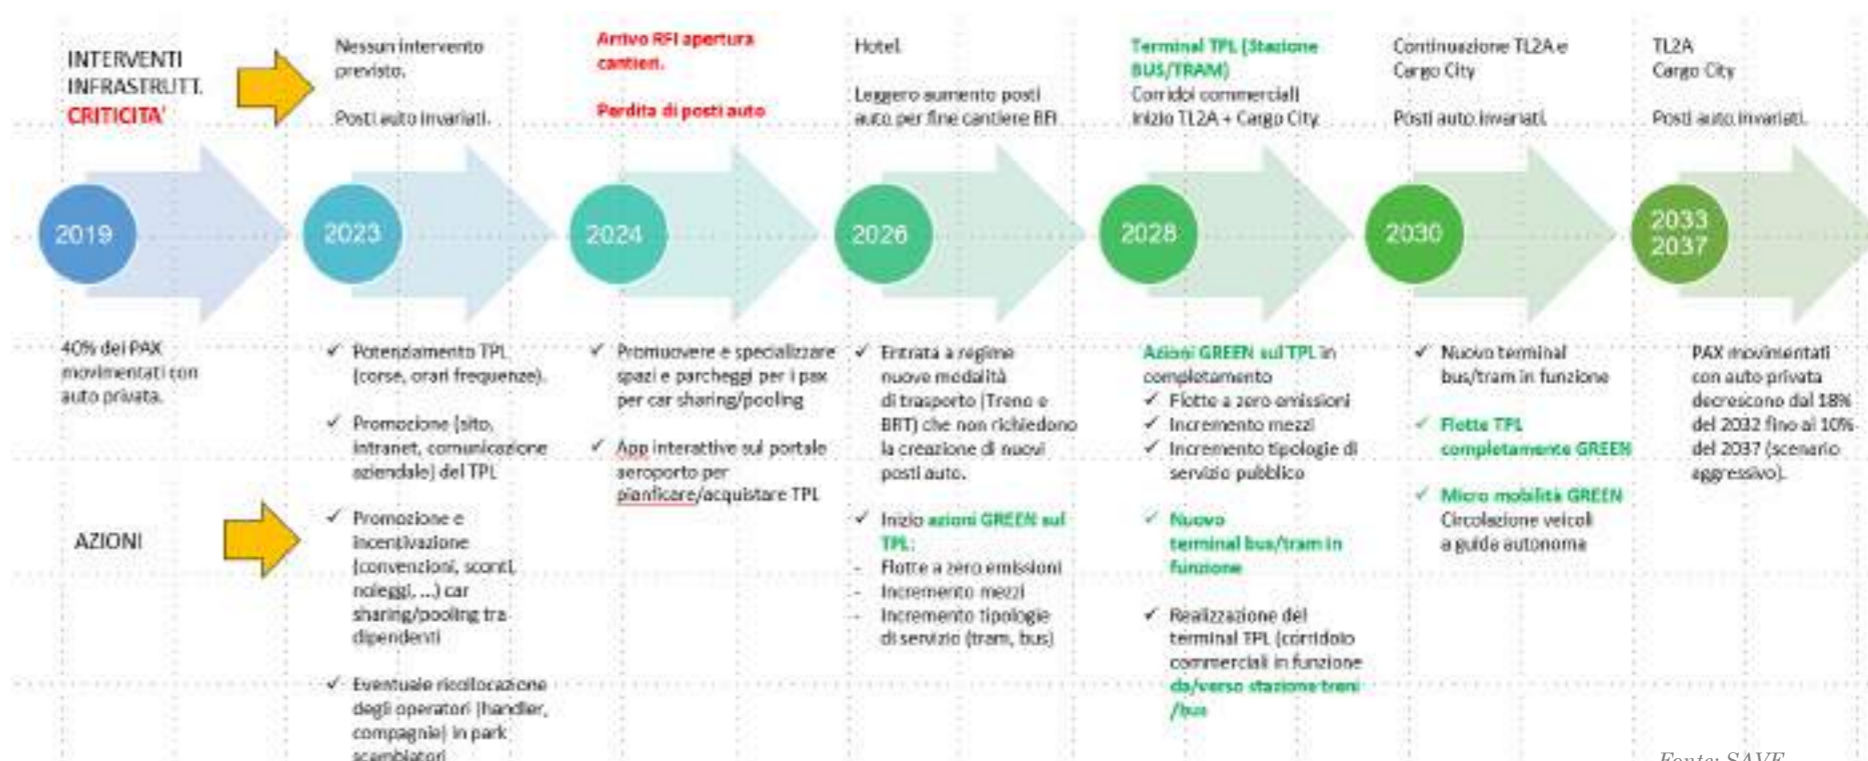 INTERVENTI
INFRASTRUTT.
CRITICITA'
Nessun intervento
previsto.
Posti auto invariati.
Arrivo RFI apertura
cantieri.
Perdita di posti auto
Hotel.
Leggero aumento posti
auto per fine cantiere RFI
Terminal TPL (Stazione
BUS/TRAM)
Corridoi commerciali
Inizio TL2A + Cargo City
Continuazione TL2A e
Cargo City
Posti auto invariati.
TL2A
Cargo City
Posti auto invariati.
2019
2023
2024
2026
2028
2030
2033
2037
40% dei PAX
movimentati con
auto privata.
✓ Potenziamento TPL
(corse, orari frequenze).
✓ Promozione (sito,
intranet, comunicazione
aziendale) del TPL
✓ Promozione e
incentivazione
(convenzioni, sconti,
noleggi, ...) car
sharing/pooling tra
dipendenti
✓ Eventuale ricollocazione
degli operatori (handler,
compagnie) in park
scambiatori
✓ Promuovere e specializzare
spazi e parcheggi per i pax
per car sharing/pooling
✓ App interattive sul portale
aeroporto per
pianificare/acquistare TPL
✓ Entrata a regime
nuove modalità
di trasporto (Treno e
BRT) che non richiedono
la creazione di nuovi
posti auto.
✓ Inizio azioni GREEN sul
TPL:
- Flotte a zero emissioni
- Incremento mezzi
- Incremento tipologie
di servizio (tram, bus)
Azioni GREEN sul TPL in
completamento
✓ Flotte a zero emissioni
✓ Incremento mezzi
✓ Incremento tipologie di
servizio pubblico
✓ Nuovo
terminal bus/tram in
funzione
✓ Realizzazione del
terminal TPL (corridoio
commerciali in funzione
da/verso stazione treni
/bus
✓ Nuovo terminal
bus/tram in funzione
✓ Flotte TPL
completamente GREEN
✓ Micro mobilità GREEN
Circolazione veicoli
a guida autonoma
PAX movimentati
con auto privata
decrescono dal 18%
del 2032 fino al 10%
del 2037 (scenario
aggressivo).
AZIONI
Fonte: SAVE